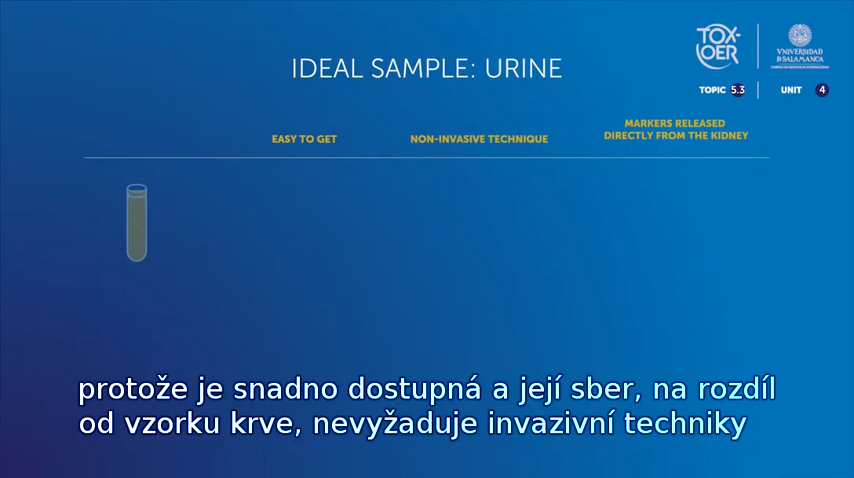 TOX-
OER
VNIVERSIDAD
D SALAMANCA
IDEAL SAMPLE: URINE
TOPIC 5.3 UNIT 4
EASY TO GET
NON-INVASIVE TECHNIQUE
MARKERS RELEASED
DIRECTLY FROM THE KIDNEY
protože je snadno dostupná a její sber, na rozdíl
od vzorku krve, nevyžaduje invazivní techniky